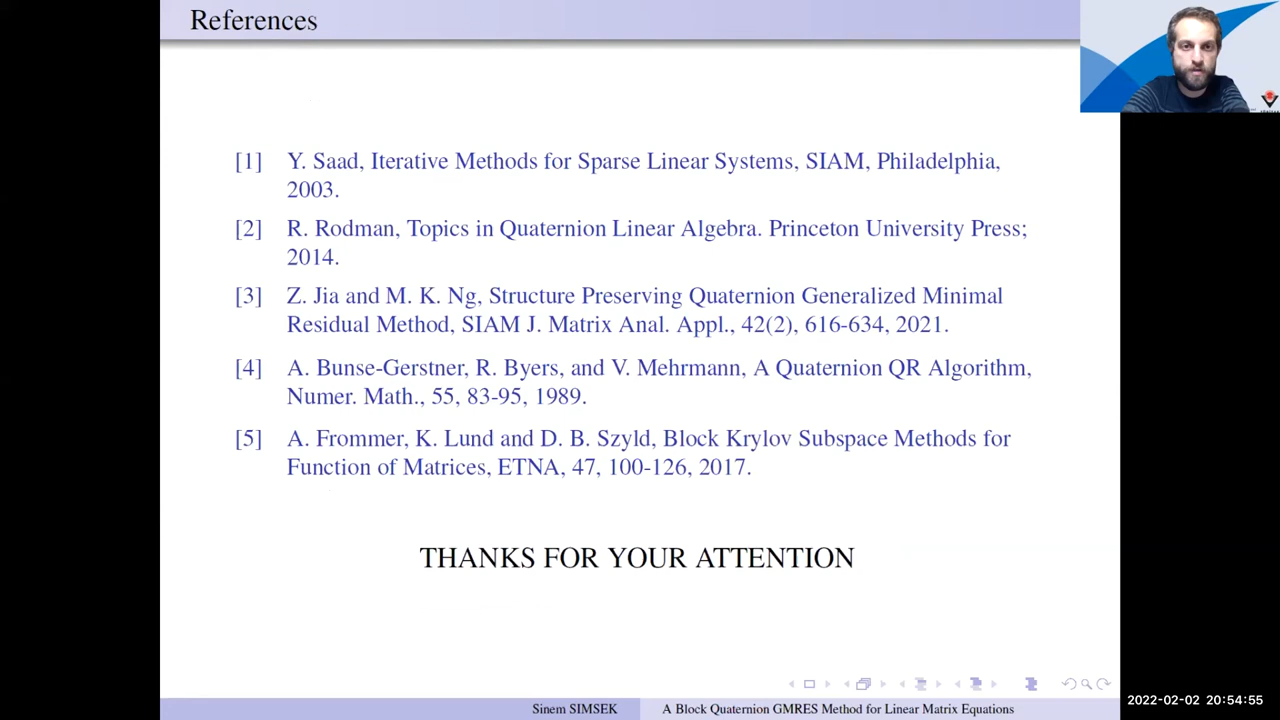 References
[1] Y. Saad, Iterative Methods for Sparse Linear Systems, SIAM, Philadelphia,
2003.
[2] R. Rodman, Topics in Quaternion Linear Algebra. Princeton University Press;
2014.
[3] Z. Jia and M. K. Ng, Structure Preserving Quaternion Generalized Minimal
Residual Method, SIAM J. Matrix Anal. Appl., 42(2), 616-634, 2021.
[4] A. Bunse-Gerstner, R. Byers, and V. Mehrmann, A Quaternion QR Algorithm,
Numer. Math., 55, 83-95, 1989.
[5] A. Frommer, K. Lund and D. B. Szyld, Block Krylov Subspace Methods for
Function of Matrices, ETNA, 47, 100-126, 2017.
THANKS FOR YOUR ATTENTION
Sinem SIMSEK A Block Quaternion GMRES Method for Linear Matrix Equations
2022-02-02 20:54:55